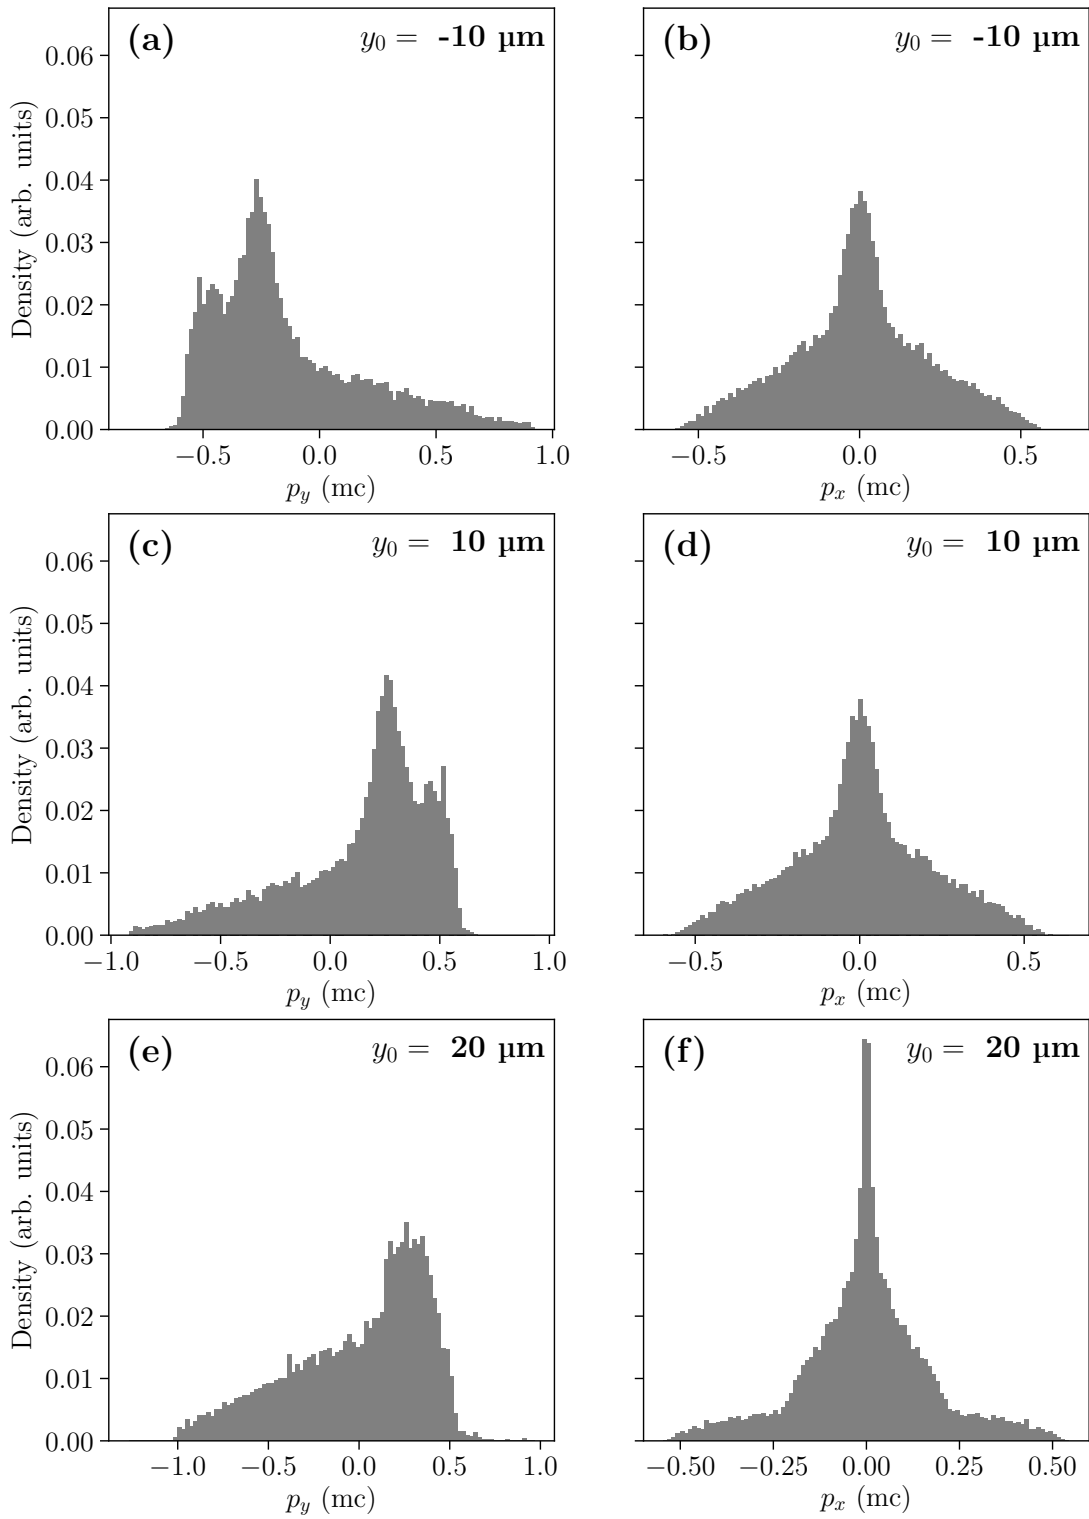 (a) y₀ = -10 µm
0.06
0.05
0.04
0.03
0.02
0.01
0.00
Density (arb. units)
−0.5 0.0 0.5 1.0
p_y (mc)
(b) y₀ = -10 µm
−0.5 0.0 0.5
p_x (mc)
(c) y₀ = 10 µm
0.06
0.05
0.04
0.03
0.02
0.01
0.00
Density (arb. units)
−1.0 −0.5 0.0 0.5 1.0
p_y (mc)
(d) y₀ = 10 µm
−0.5 0.0 0.5
p_x (mc)
(e) y₀ = 20 µm
0.06
0.05
0.04
0.03
0.02
0.01
0.00
Density (arb. units)
−1.0 −0.5 0.0 0.5 1.0
p_y (mc)
(f) y₀ = 20 µm
−0.50 −0.25 0.00 0.25 0.50
p_x (mc)